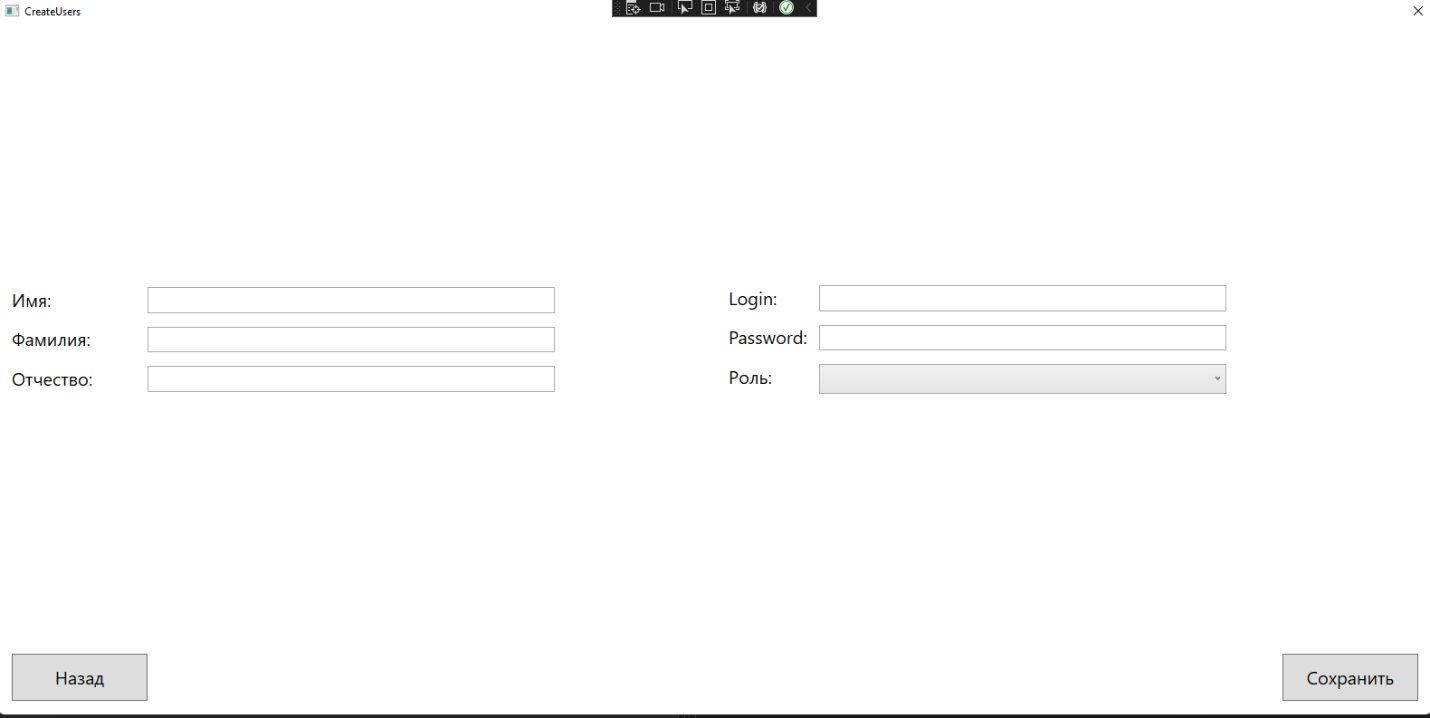 CreateUsers
Имя:
Фамилия:
Отчество:
Login:
Password:
Роль:
Назад
Сохранить